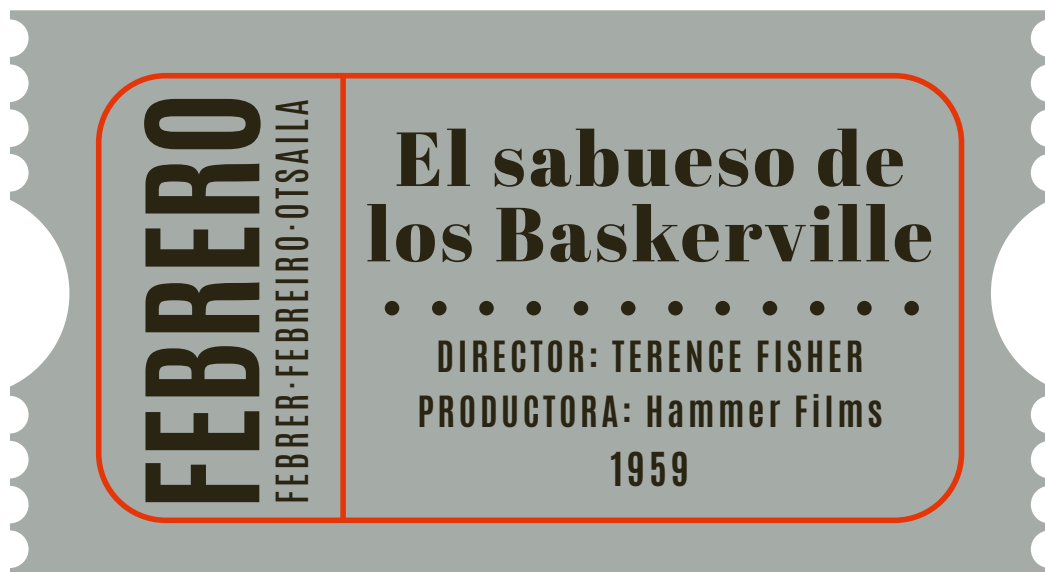 FEBRERO
FEBRER·FEBREIRO·OTSAILA
El sabueso de
los Baskerville
DIRECTOR: TERENCE FISHER
PRODUCTORA: Hammer Films
1959